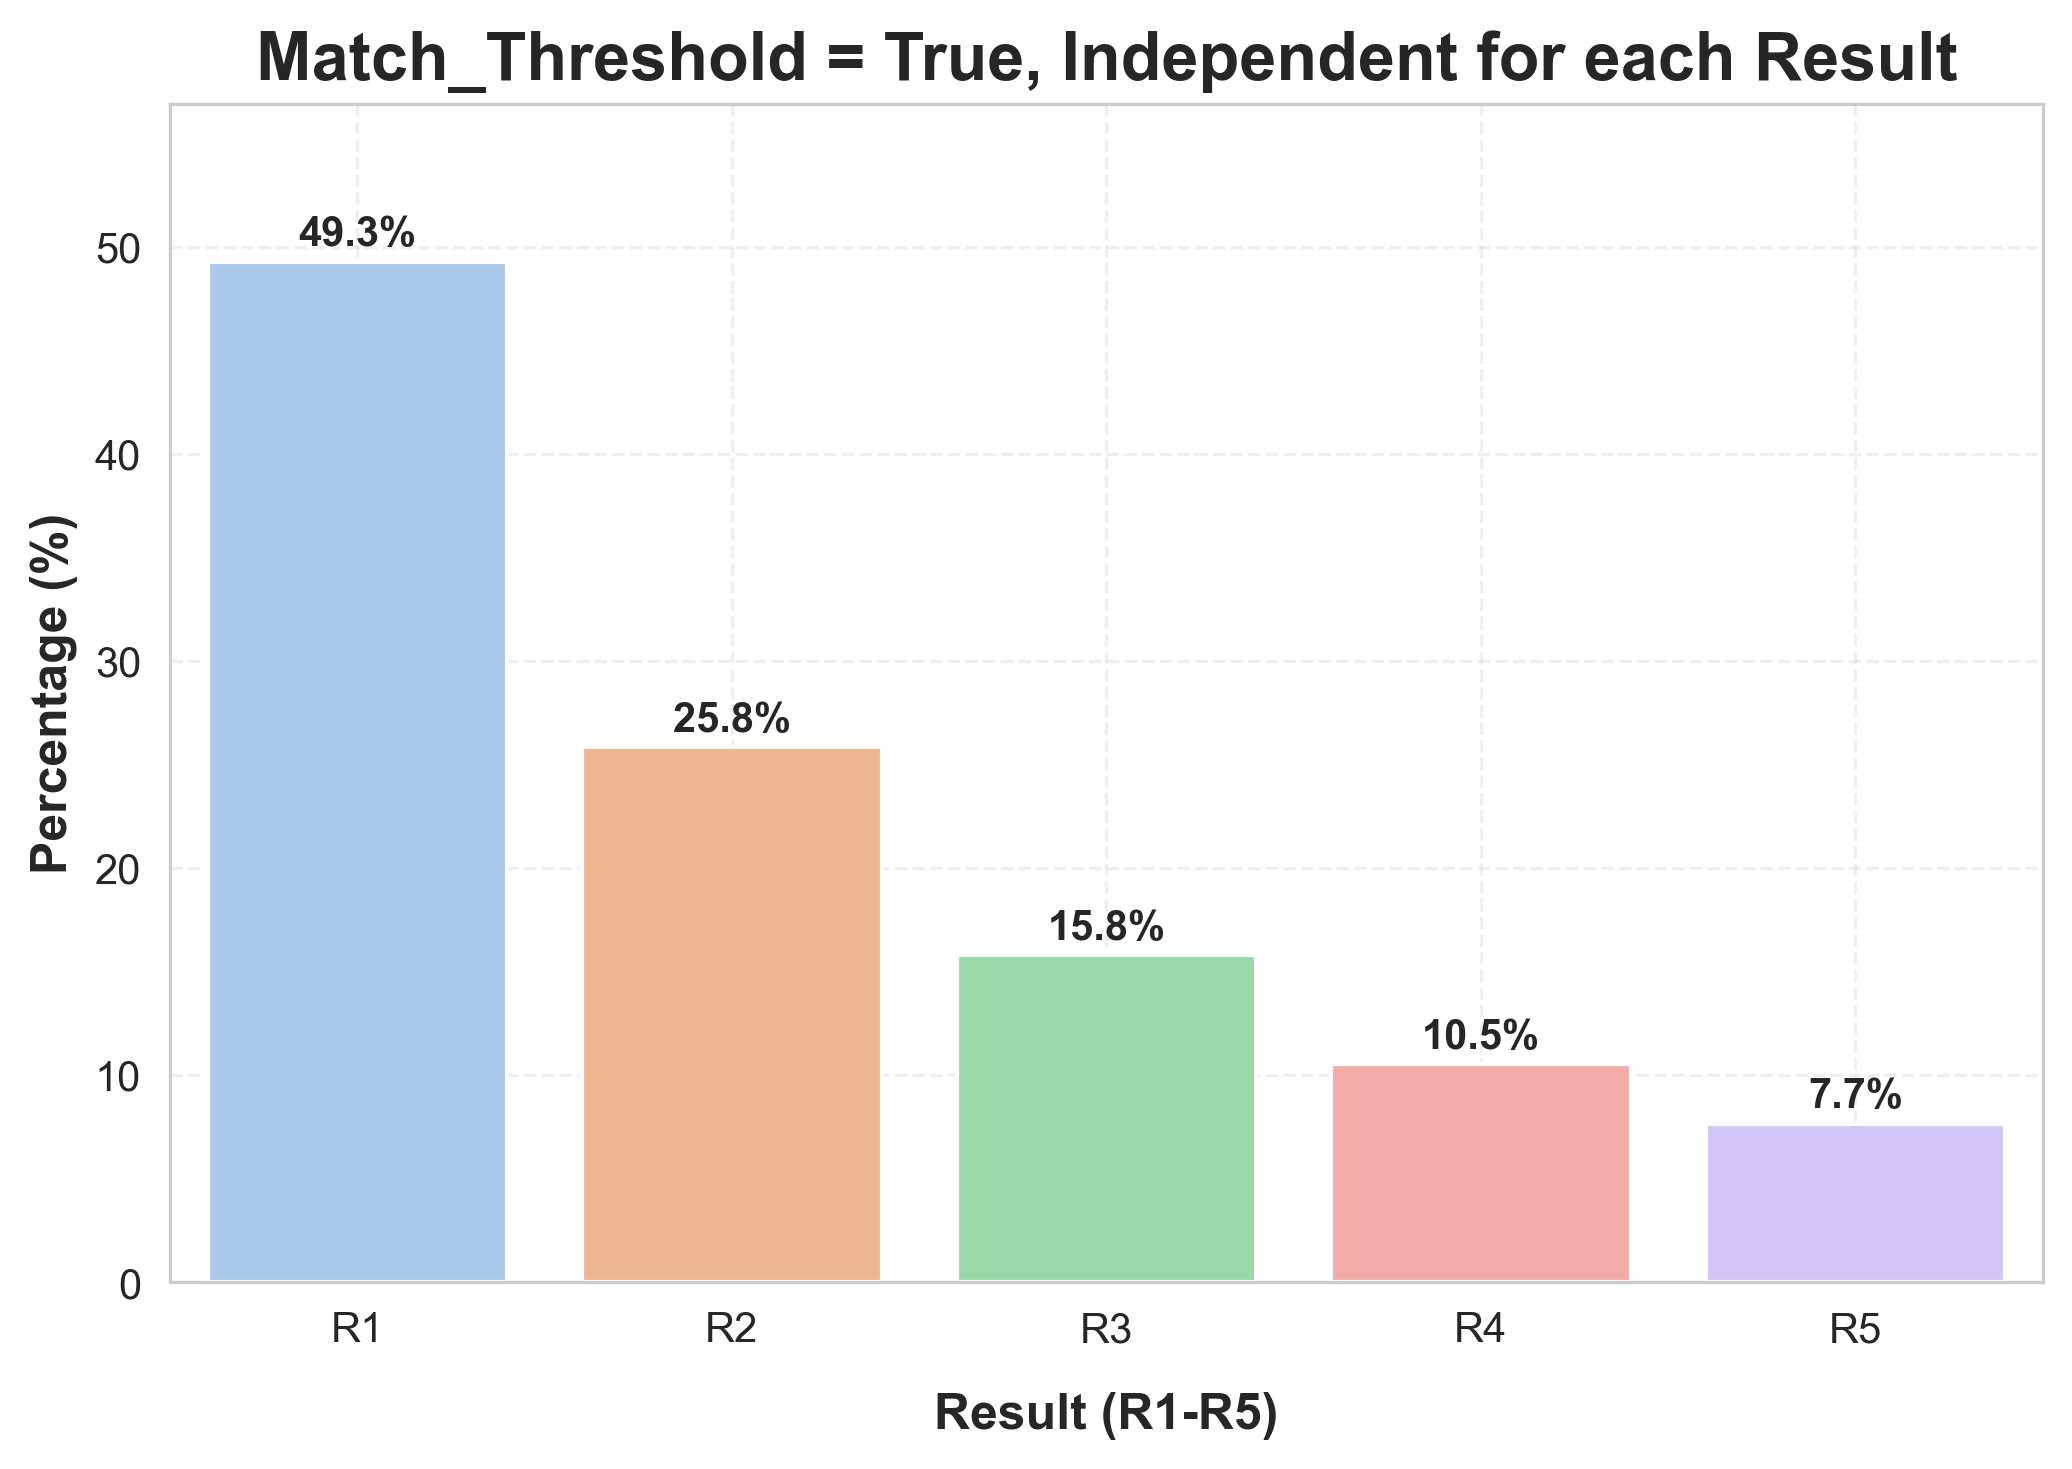 Match_Threshold = True, Independent for each Result
Percentage (%)
50
40
30
20
10
0
49.3%
25.8%
15.8%
10.5%
7.7%
R1 R2 R3 R4 R5
Result (R1-R5)